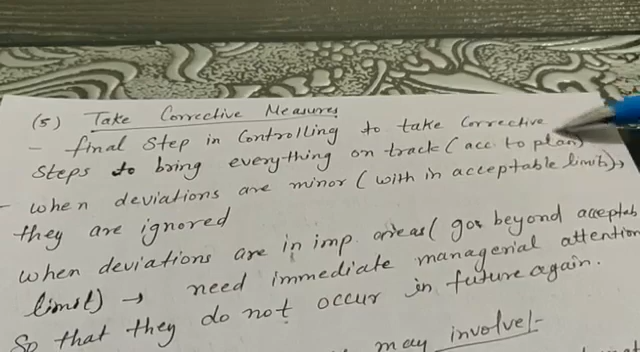 (5) Take Corrective Measures
- final step in Controlling to take Corrective
steps to bring everything on track (acc. to plan)
- when deviations are minor (with in acceptable limits),
they are ignored
when deviations are in imp. areas (goes beyond acceptab
limit) → need immediate managerial attention
So that they do not occur in future again.
may involve:-